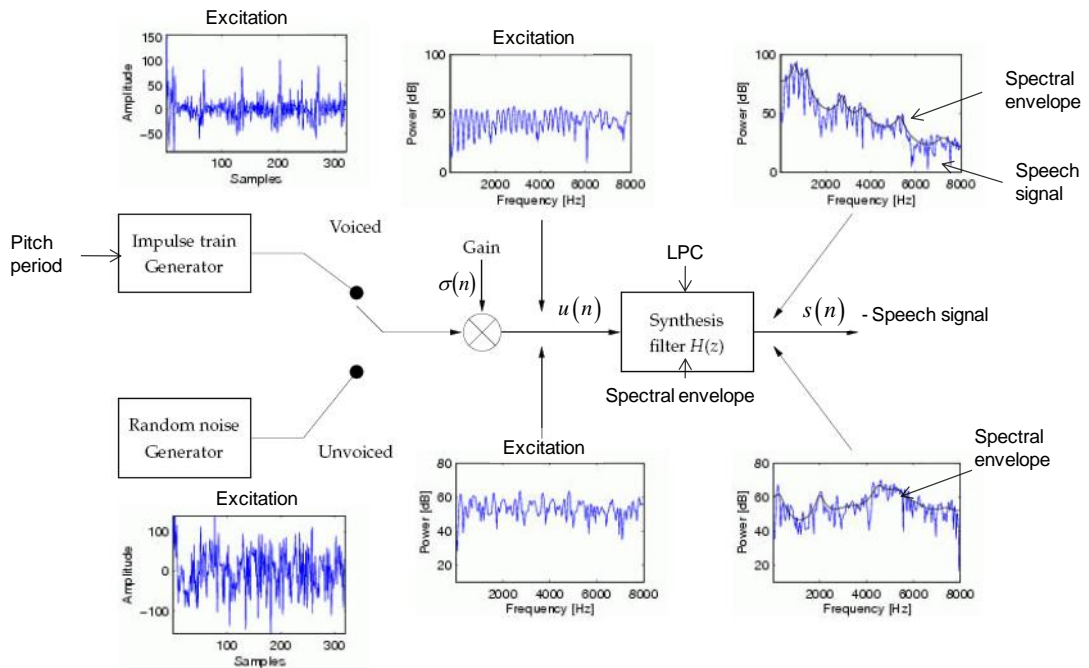 Excitation
150
100
50
0
−50
Amplitude
100 200 300
Samples
Excitation
100
50
0
Power [dB]
2000 4000 6000 8000
Frequency [Hz]
100
50
0
Power [dB]
2000 4000 6000 8000
Frequency [Hz]
Spectral
envelope
Speech
signal
Pitch
period
Impulse train
Generator
Voiced
Gain
σ(n)
u(n)
LPC
Synthesis
filter H(z)
Spectral envelope
s(n)
- Speech signal
Random noise
Generator
Unvoiced
Excitation
100
0
−100
Amplitude
100 200 300
Samples
Excitation
80
60
40
20
Power [dB]
2000 4000 6000 8000
Frequency [Hz]
80
60
40
20
Power [dB]
2000 4000 6000 8000
Frequency [Hz]
Spectral
envelope